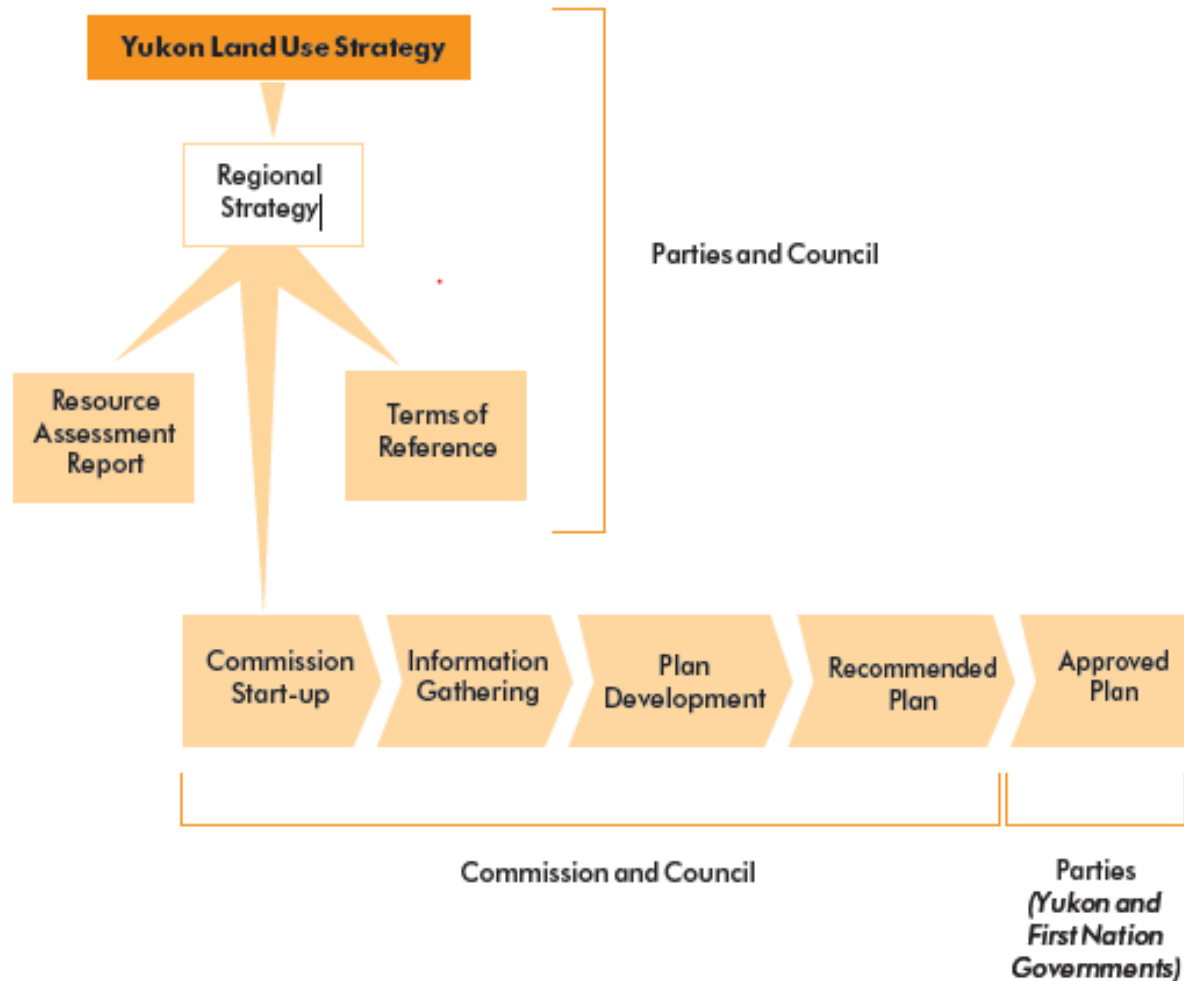 Yukon Land Use Strategy
Regional
Strategy
Parties and Council
Resource
Assessment
Report
Terms of
Reference
Commission
Start-up
Information
Gathering
Plan
Development
Recommended
Plan
Approved
Plan
Commission and Council
Parties
(Yukon and
First Nation
Governments)